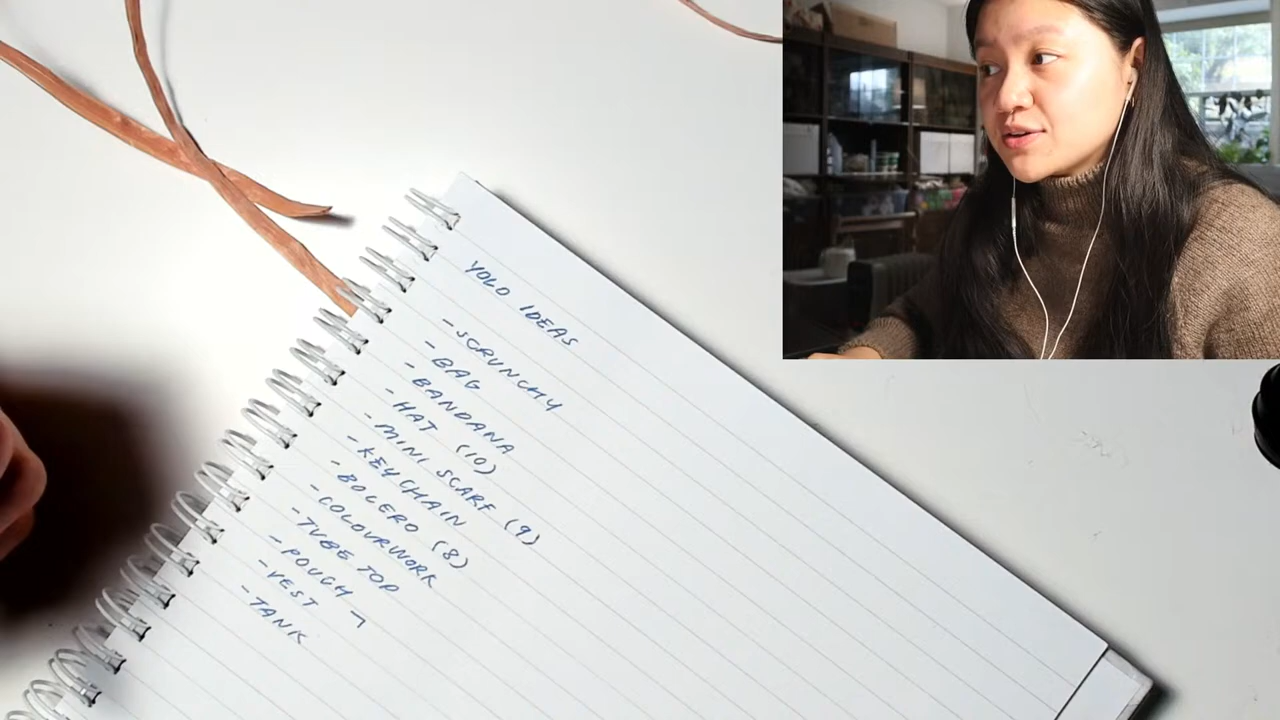 YOLO IDEAS
- SCRUNCHY
- BAG
- BANDANA
- HAT (10)
- MINI SCARF (9)
- KEYCHAIN
- BOLERO (8)
- COLOURWORK
- TUBE TOP
- POUCH 7
- VEST
- TANK